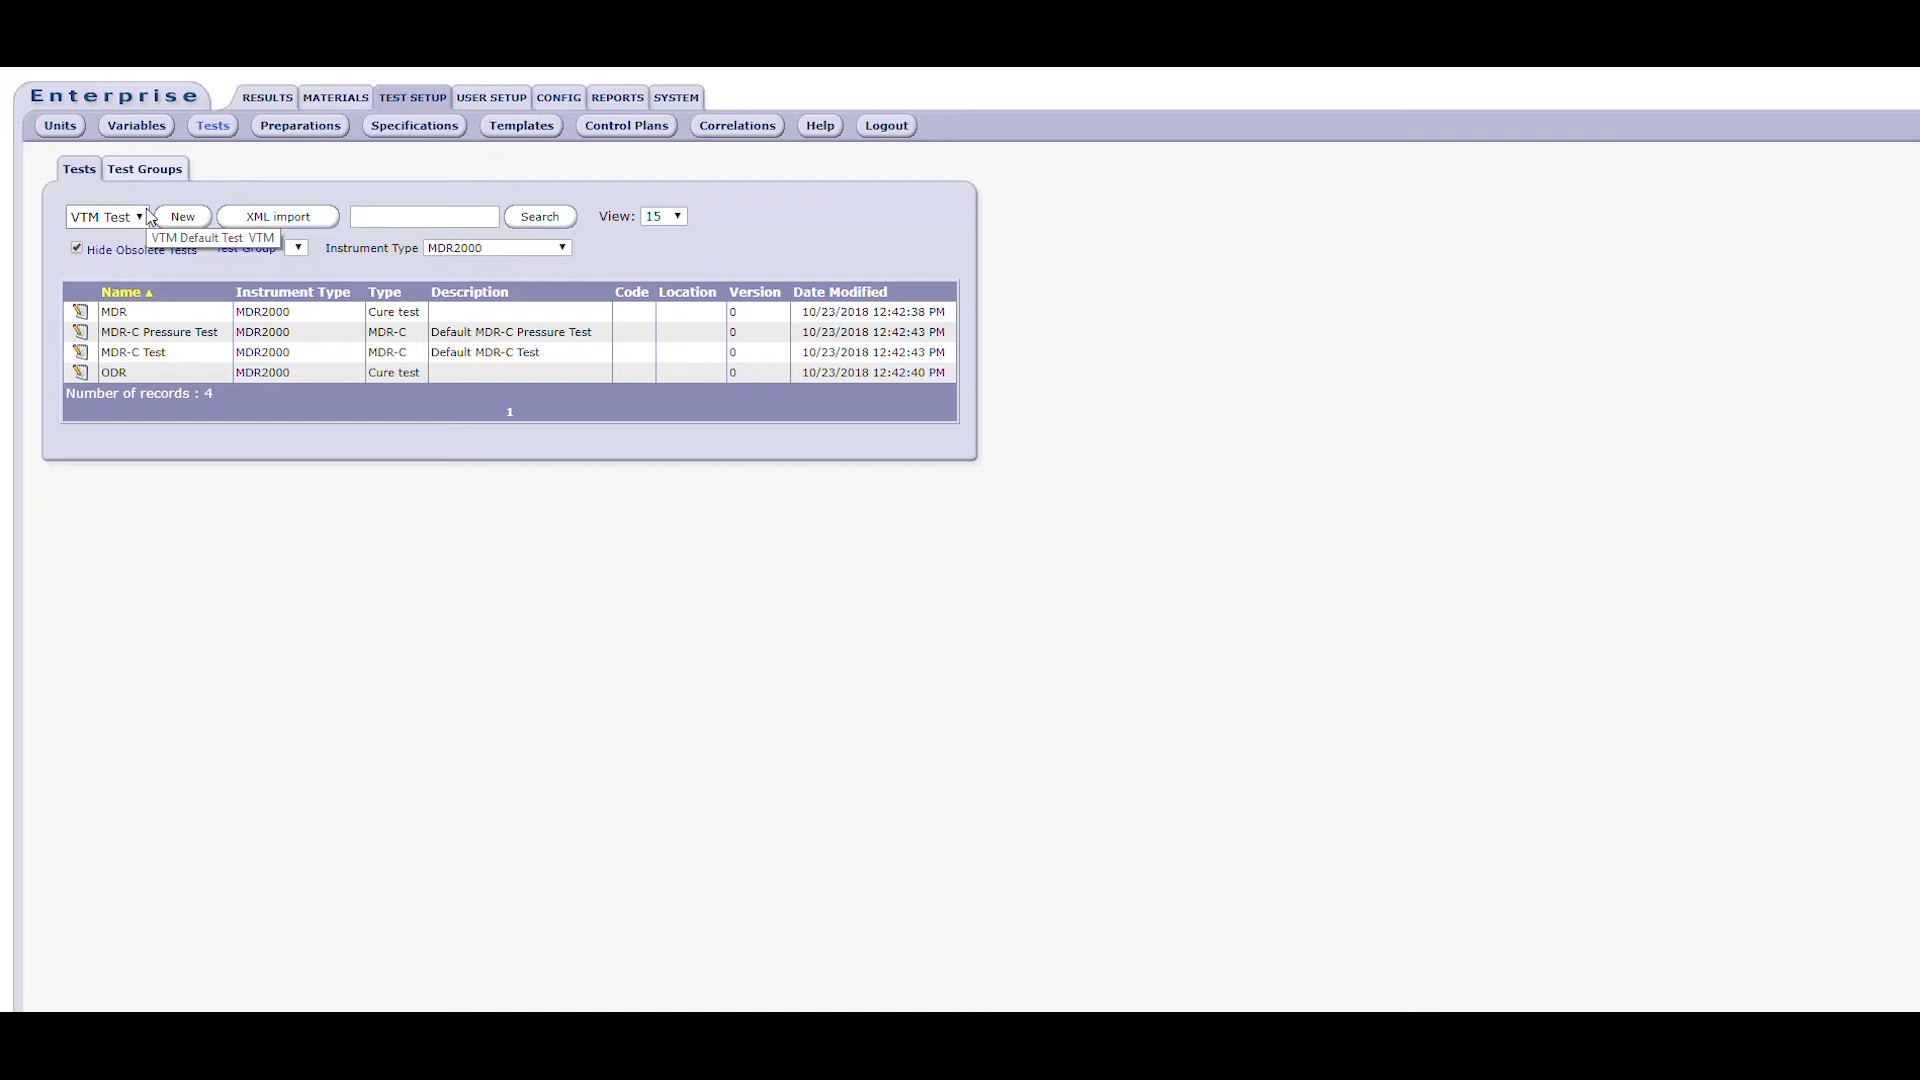 Enterprise RESULTS MATERIALS TEST SETUP USER SETUP CONFIG REPORTS SYSTEM
Units Variables Tests Preparations Specifications Templates Control Plans Correlations Help Logout
Tests Test Groups
VTM Test New XML import Search View: 15
VTM Default Test VTM
Hide Obsolete Tests Test Group Instrument Type MDR2000
Name Instrument Type Type Description Code Location Version Date Modified
MDR MDR2000 Cure test 0 10/23/2018 12:42:38 PM
MDR-C Pressure Test MDR2000 MDR-C Default MDR-C Pressure Test 0 10/23/2018 12:42:43 PM
MDR-C Test MDR2000 MDR-C Default MDR-C Test 0 10/23/2018 12:42:43 PM
ODR MDR2000 Cure test 0 10/23/2018 12:42:40 PM
Number of records : 4
1